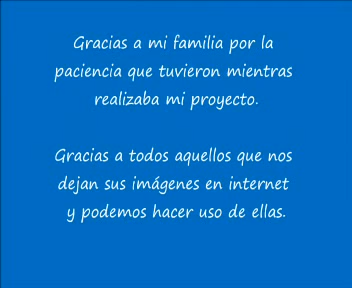 Gracias a mi familia por la
paciencia que tuvieron mientras
realizaba mi proyecto.
Gracias a todos aquellos que nos
dejan sus imágenes en internet
y podemos hacer uso de ellas.